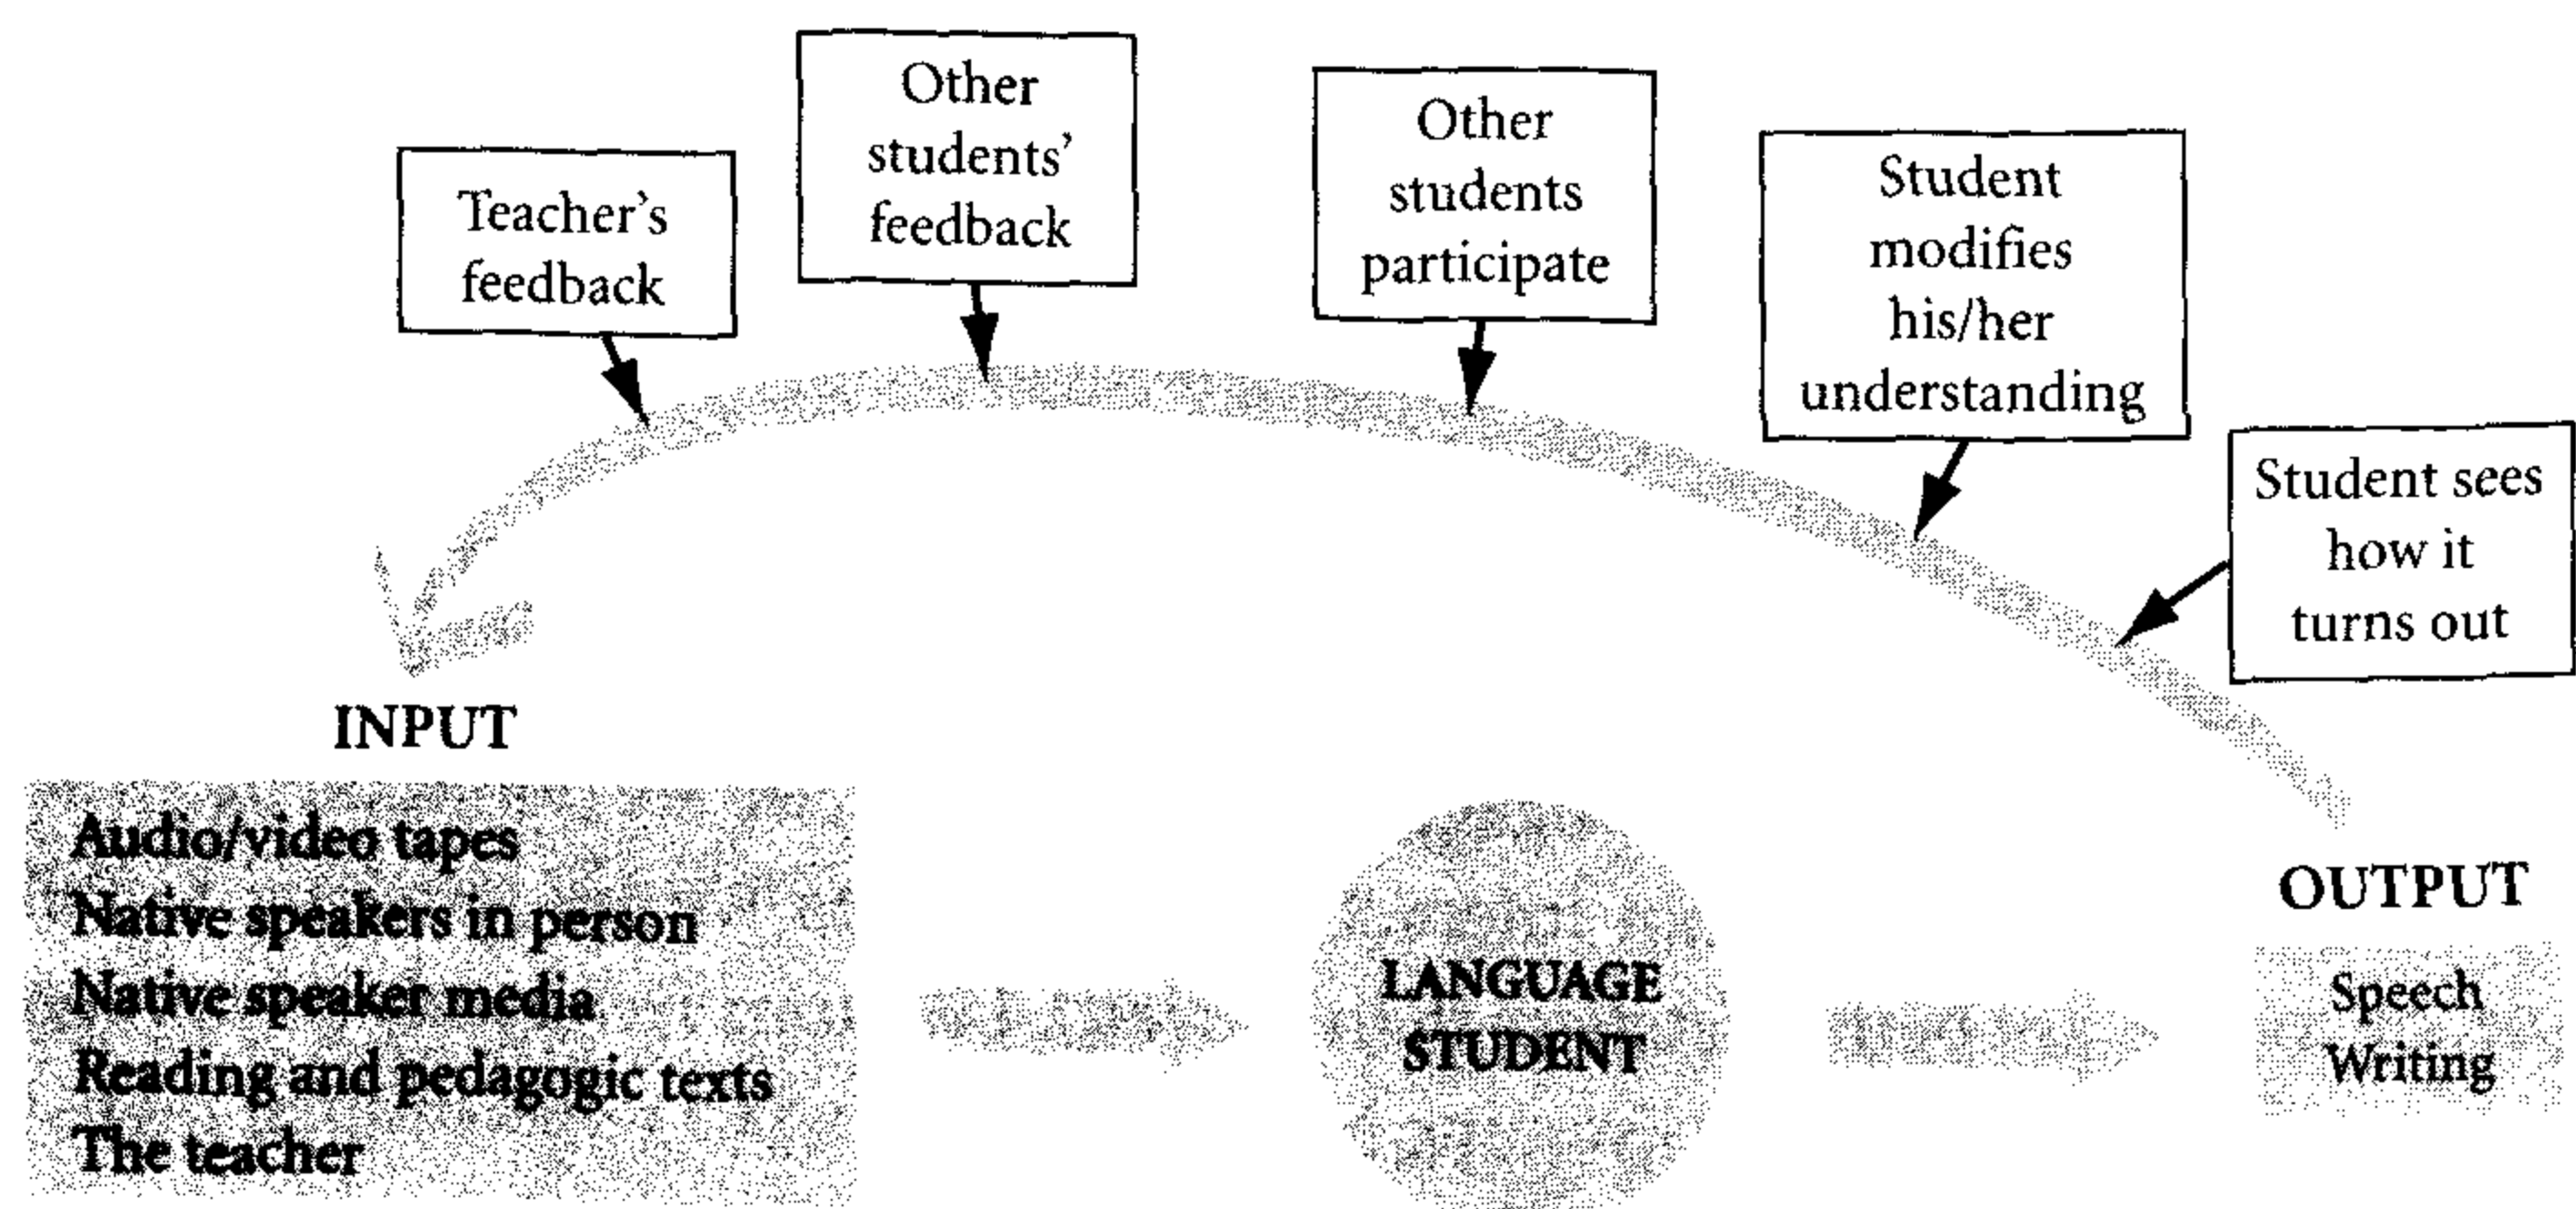 Teacher's
feedback
Other
students'
feedback
Other
students
participate
Student
modifies
his/her
understanding
Student sees
how it
turns out
INPUT
Audio/video tapes
Native speakers in person
Native speaker media
Reading and pedagogic texts
The teacher
LANGUAGE
STUDENT
OUTPUT
Speech
Writing